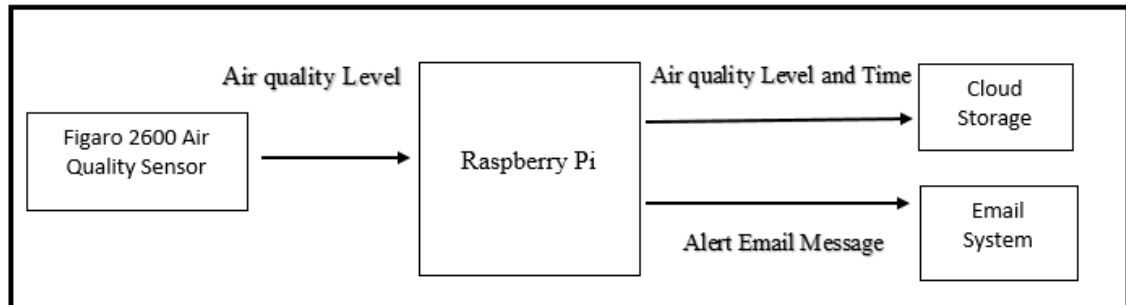 Air quality Level
Figaro 2600 Air
Quality Sensor
Raspberry Pi
Air quality Level and Time
Cloud
Storage
Alert Email Message
Email
System